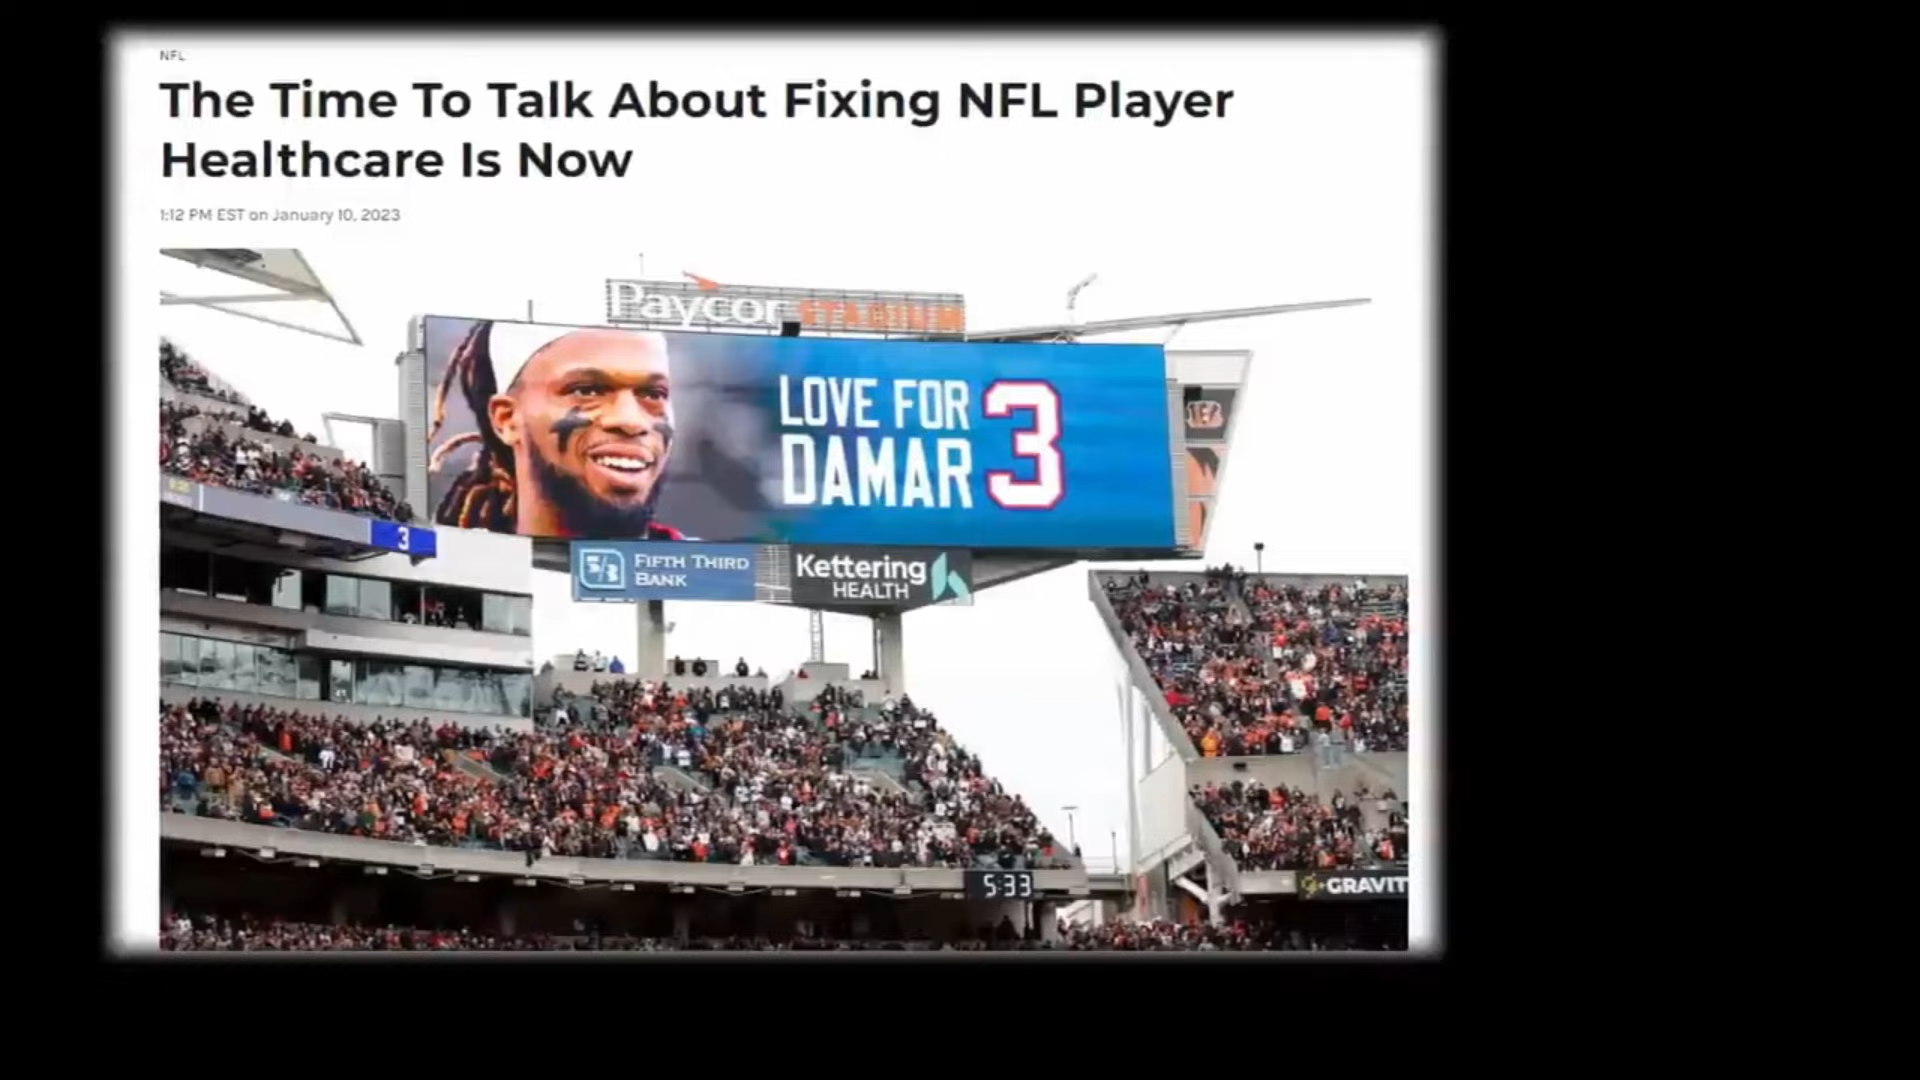 NFL
The Time To Talk About Fixing NFL Player
Healthcare Is Now
1:12 PM EST on January 10, 2023
Paycor STADIUM
LOVE FOR
DAMAR 3
3
FIFTH THIRD
BANK
Kettering
HEALTH
5:33
GRAVIT